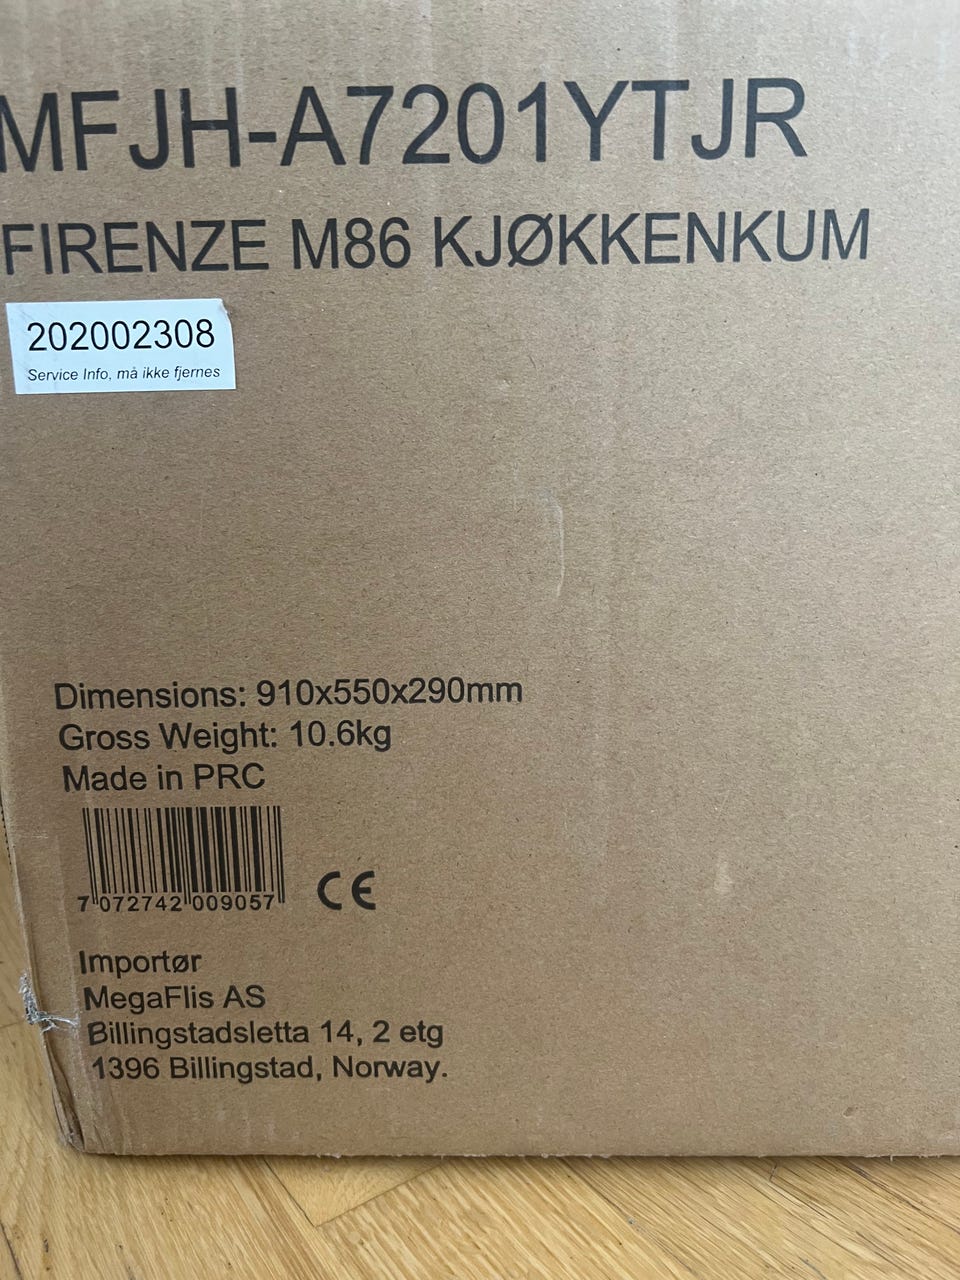 MFJH-A7201YTJR
FIRENZE M86 KJØKKENKUM
202002308
Service Info, må ikke fjernes
Dimensions: 910x550x290mm
Gross Weight: 10.6kg
Made in PRC
7 072742 009057
CE
Importør
MegaFlis AS
Billingstadsletta 14, 2 etg
1396 Billingstad, Norway.